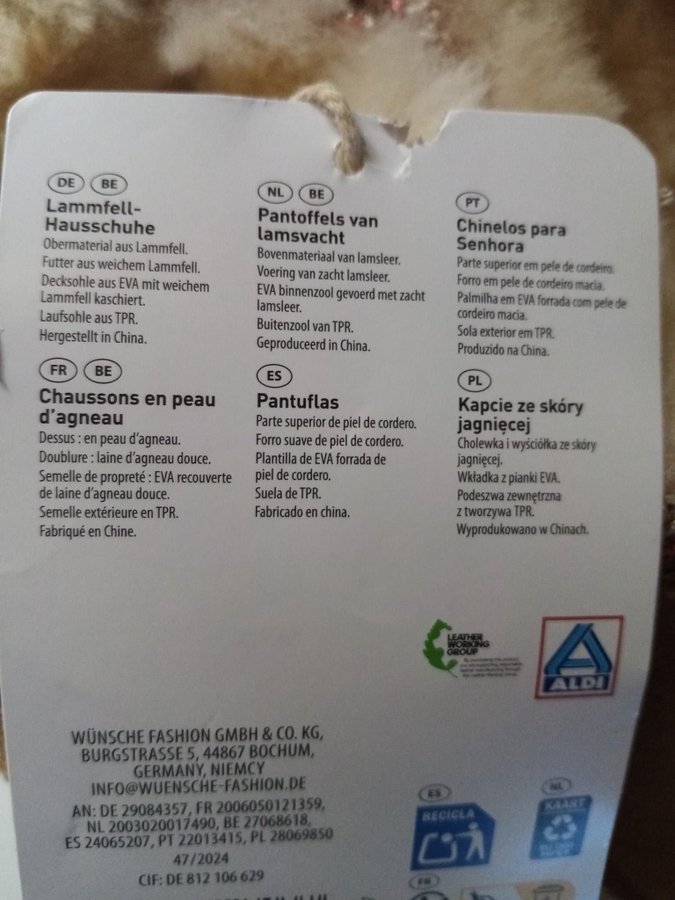 DE BE
Lammfell-
Hausschuhe
Obermaterial aus Lammfell.
Futter aus weichem Lammfell.
Decksohle aus EVA mit weichem
Lammfell kaschiert.
Laufsohle aus TPR.
Hergestellt in China.
NL BE
Pantoffels van
lamsvacht
Bovenmateriaal van lamsleer.
Voering van zacht lamsleer.
EVA binnenzool gevoerd met zacht
lamsleer.
Buitenzool van TPR.
Geproduceerd in China.
PT
Chinelos para
Senhora
Parte superior em pele de cordeiro.
Forro em pele de cordeiro macia.
Palmilha em EVA forrada com pele de
cordeiro macia.
Sola exterior em TPR.
Produzido na China.
FR BE
Chaussons en peau
d'agneau
Dessus : en peau d'agneau.
Doublure : laine d'agneau douce.
Semelle de propreté : EVA recouverte
de laine d'agneau douce.
Semelle extérieure en TPR.
Fabriqué en Chine.
ES
Pantuflas
Parte superior de piel de cordero.
Forro suave de piel de cordero.
Plantilla de EVA forrada de
piel de cordero.
Suela de TPR.
Fabricado en china.
PL
Kapcie ze skóry
jagnięcej
Cholewka i wyściółka ze skóry
jagnięcej.
Wkładka z pianki EVA.
Podeszwa zewnętrzna
z tworzywa TPR.
Wyprodukowano w Chinach.
LEATHER
WORKING
GROUP
ALDI
WÜNSCHE FASHION GMBH & CO. KG,
BURGSTRASSE 5, 44867 BOCHUM,
GERMANY, NIEMCY
INFO@WUENSCHE-FASHION.DE
AN: DE 29084357, FR 2006050121359,
NL 2003020017490, BE 27068618,
ES 24065207, PT 22013415, PL 28069850
47/2024
CIF: DE 812 106 629
ES
RECICLA
NL
KAART
FR